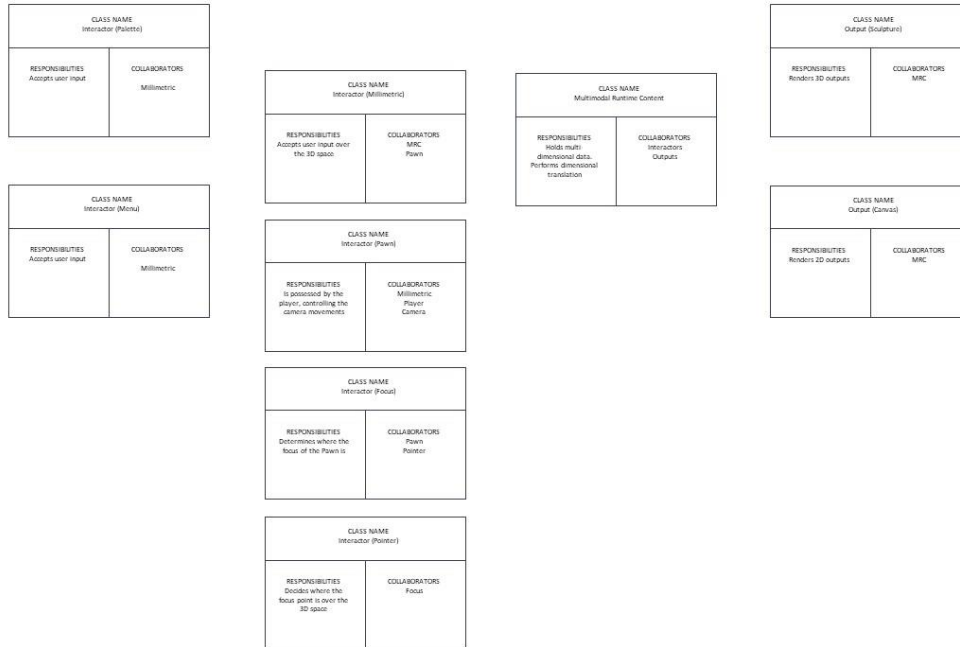 CLASS NAME
Interactor (Palette)
RESPONSIBILITIES
Accepts user input
COLLABORATORS
Millimetric
CLASS NAME
Interactor (Menu)
RESPONSIBILITIES
Accepts user input
COLLABORATORS
Millimetric
CLASS NAME
Interactor (Millimetric)
RESPONSIBILITIES
Accepts user input over
the 3D space
COLLABORATORS
MRC
Pawn
CLASS NAME
Interactor (Pawn)
RESPONSIBILITIES
Is possessed by the
player, controlling the
camera movements
COLLABORATORS
Millimetric
Player
Camera
CLASS NAME
Interactor (Focus)
RESPONSIBILITIES
Determines where the
focus of the Pawn is
COLLABORATORS
Pawn
Pointer
CLASS NAME
Interactor (Pointer)
RESPONSIBILITIES
Decides where the
focus point is over the
3D space
COLLABORATORS
Focus
CLASS NAME
Multimodal Runtime Content
RESPONSIBILITIES
Holds multi
dimensional data.
Performs dimensional
translation
COLLABORATORS
Interactors
Outputs
CLASS NAME
Output (Sculpture)
RESPONSIBILITIES
Renders 3D outputs
COLLABORATORS
MRC
CLASS NAME
Output (Canvas)
RESPONSIBILITIES
Renders 2D outputs
COLLABORATORS
MRC